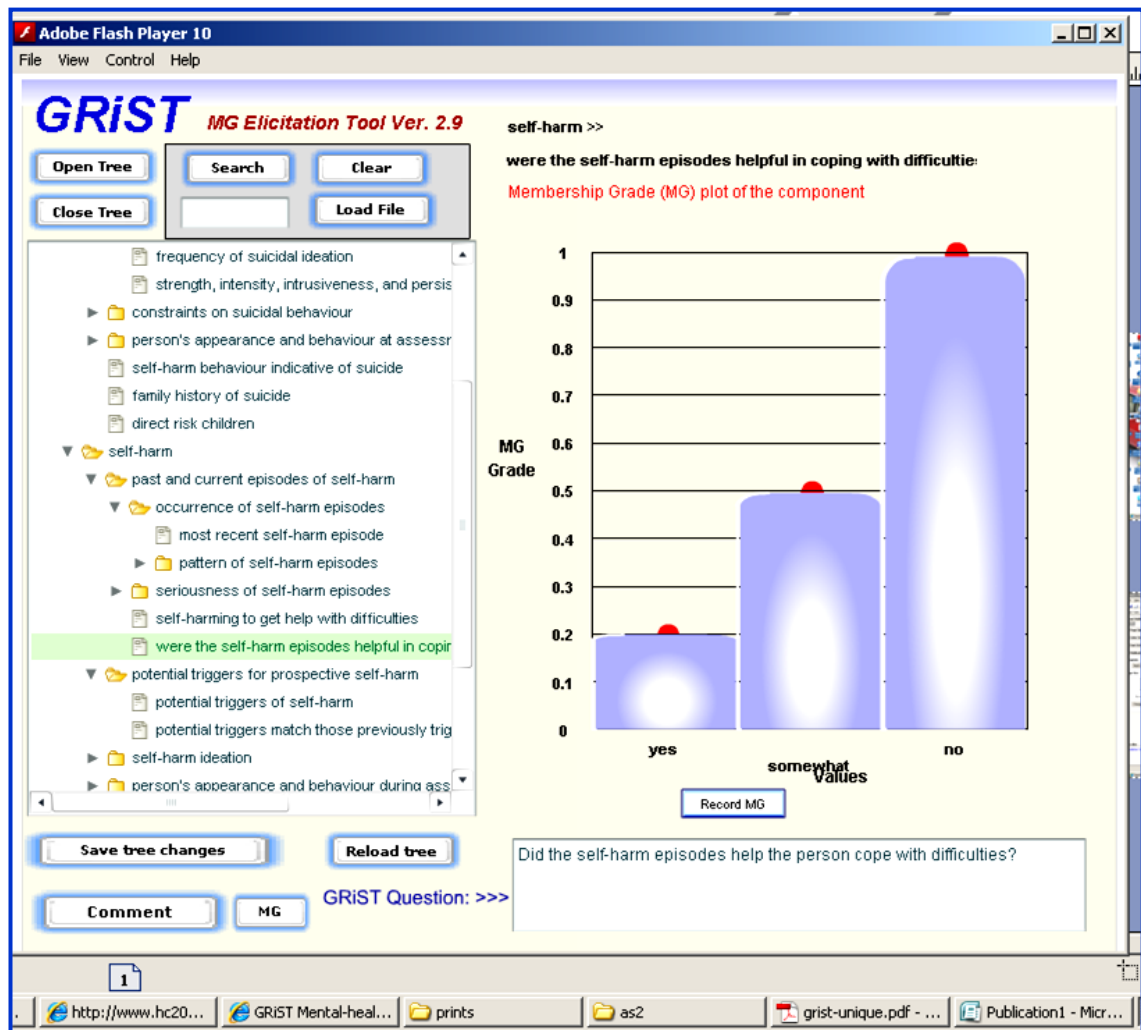 Adobe Flash Player 10
File View Control Help
GRiST MG Elicitation Tool Ver. 2.9
Open Tree
Search
Clear
Close Tree
Load File
frequency of suicidal ideation
strength, intensity, intrusiveness, and persis
constraints on suicidal behaviour
person's appearance and behaviour at assessr
self-harm behaviour indicative of suicide
family history of suicide
direct risk children
self-harm
past and current episodes of self-harm
occurrence of self-harm episodes
most recent self-harm episode
pattern of self-harm episodes
seriousness of self-harm episodes
self-harming to get help with difficulties
were the self-harm episodes helpful in copin
potential triggers for prospective self-harm
potential triggers of self-harm
potential triggers match those previously trig
self-harm ideation
person's appearance and behaviour during ass
self-harm >>
were the self-harm episodes helpful in coping with difficultie
Membership Grade (MG) plot of the component
1
0.9
0.8
0.7
MG 0.6
Grade
0.5
0.4
0.3
0.2
0.1
0
yes
somewhat
no
Values
Record MG
Save tree changes
Reload tree
Comment
MG
GRiST Question: >>>
Did the self-harm episodes help the person cope with difficulties?
1
http://www.hc20...
GRiST Mental-heal...
prints
as2
grist-unique.pdf - ...
Publication1 - Micr...